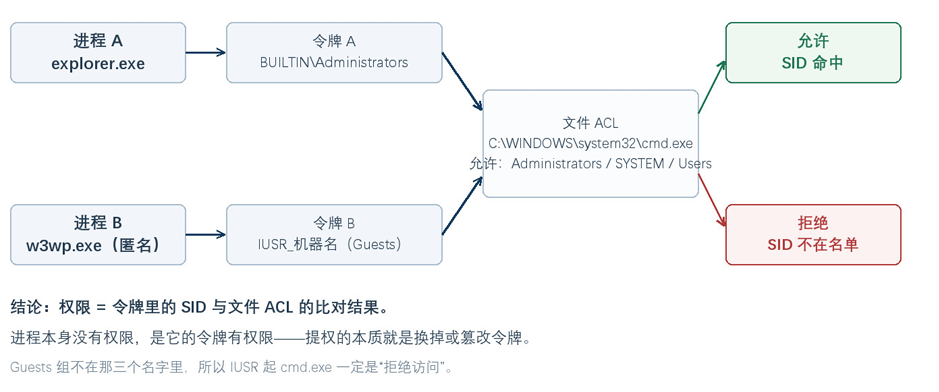 进程 A
explorer.exe
令牌 A
BUILTIN\Administrators
允许
SID 命中
文件 ACL
C:\WINDOWS\system32\cmd.exe
允许：Administrators / SYSTEM / Users
进程 B
w3wp.exe（匿名）
令牌 B
IUSR_机器名（Guests）
拒绝
SID 不在名单
结论：权限 = 令牌里的 SID 与文件 ACL 的比对结果。
进程本身没有权限，是它的令牌有权限——提权的本质就是换掉或篡改令牌。
Guests 组不在那三个名字里，所以 IUSR 起 cmd.exe 一定是“拒绝访问”。